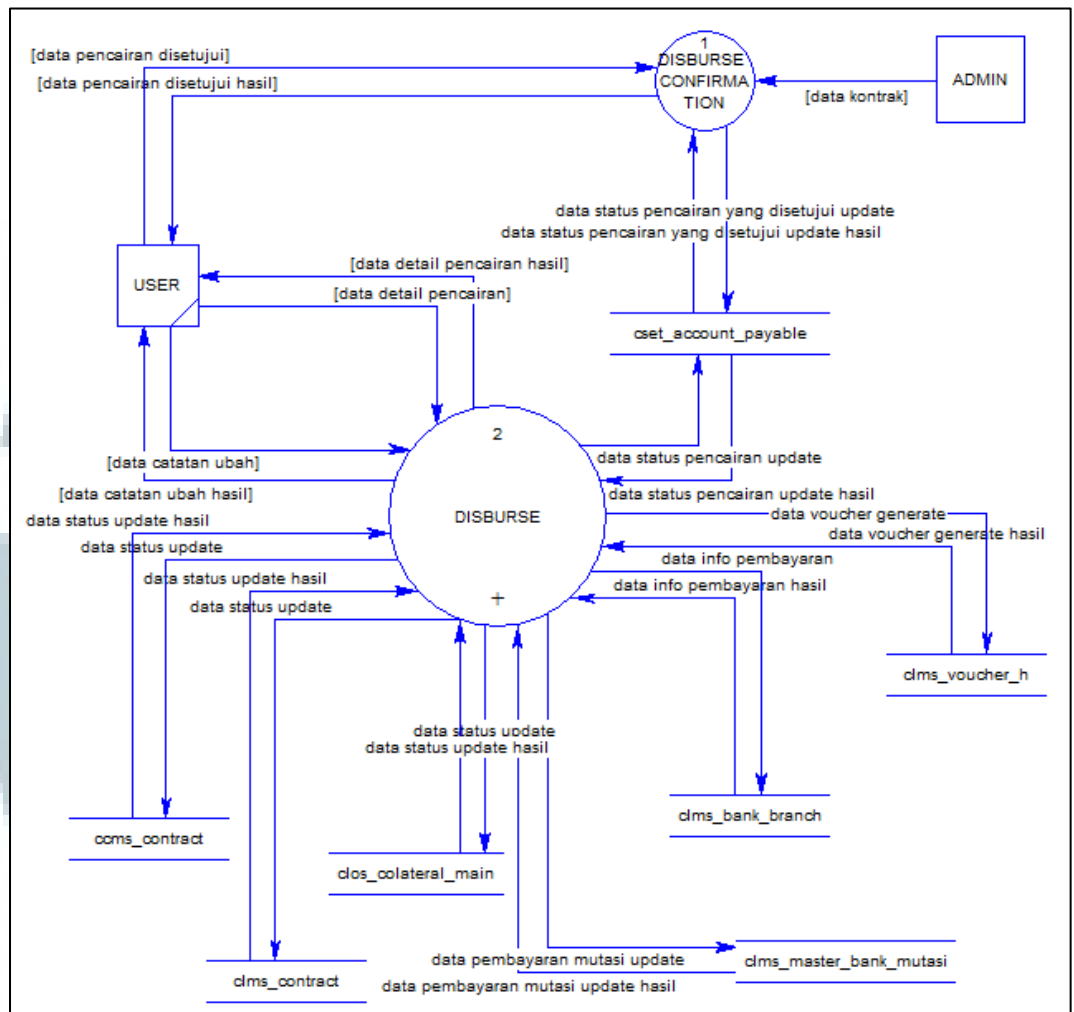 [data pencairan disetujui]
[data pencairan disetujui hasil]
1
DISBURSE
CONFIRMA
TION
ADMIN
[data kontrak]
data status pencairan yang disetujui update
data status pencairan yang disetujui update hasil
USER
[data detail pencairan hasil]
[data detail pencairan]
cset_account_payable
2
DISBURSE
+
[data catatan ubah]
[data catatan ubah hasil]
data status pencairan update
data status pencairan update hasil
data voucher generate
data voucher generate hasil
data status update hasil
data status update
data info pembayaran
data info pembayaran hasil
data status update hasil
data status update
clms_voucher_h
data status update
data status update hasil
clms_bank_branch
ccms_contract
clos_colateral_main
data pembayaran mutasi update
data pembayaran mutasi update hasil
clms_master_bank_mutasi
clms_contract